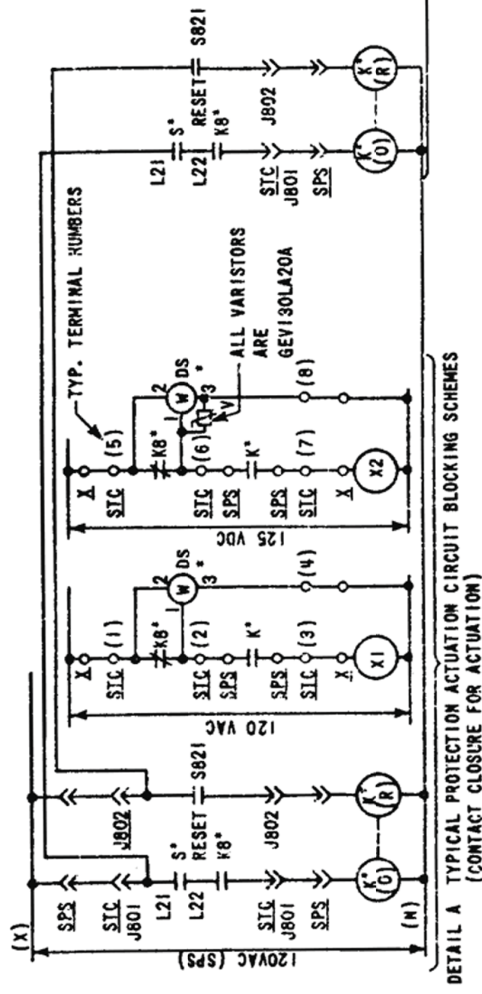 (X)
SPS
STC
J801
L21
S*
L22
K8*
STC
J801
SPS
K*
(O)
(N)
120VAC (SPS)
J802
RESET
S821
J802
K*
(R)
120 VAC
X
STC
(1)
K8*
2
DS
W
*
1
3
STC
(2)
SPS
K*
SPS
STC
(3)
(4)
X
X1
125 VDC
TYP. TERMINAL NUMBERS
X
STC
(5)
K8*
2
DS
W
*
1
3
V
STC
(6)
SPS
K*
SPS
STC
(7)
(8)
X
X2
ALL VARISTORS
ARE
GEV130LA20A
L21
S*
L22
K8*
STC
J801
SPS
K*
(O)
RESET
S821
J802
K*
(R)
DETAIL A TYPICAL PROTECTION ACTUATION CIRCUIT BLOCKING SCHEMES
(CONTACT CLOSURE FOR ACTUATION)